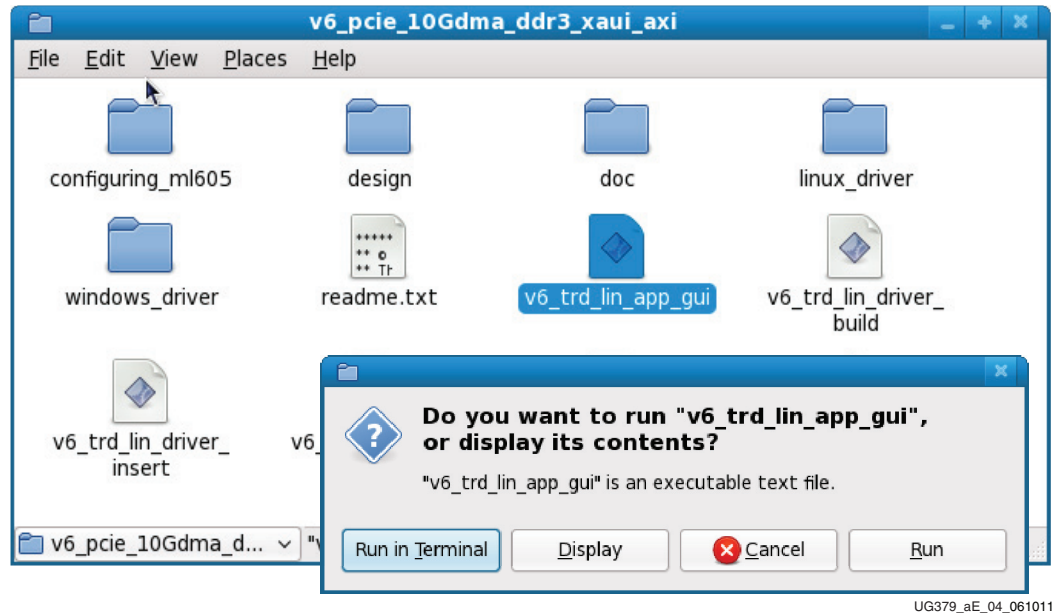 v6_pcie_10Gdma_ddr3_xaui_axi
File Edit View Places Help
configuring_ml605
design
doc
linux_driver
+++++
++ ©
++ Th
windows_driver
readme.txt
v6_trd_lin_app_gui
v6_trd_lin_driver_
build
v6_trd_lin_driver_
insert
v6_
Do you want to run "v6_trd_lin_app_gui",
or display its contents?
"v6_trd_lin_app_gui" is an executable text file.
Run in Terminal
Display
Cancel
Run
v6_pcie_10Gdma_d...
UG379_aE_04_061011